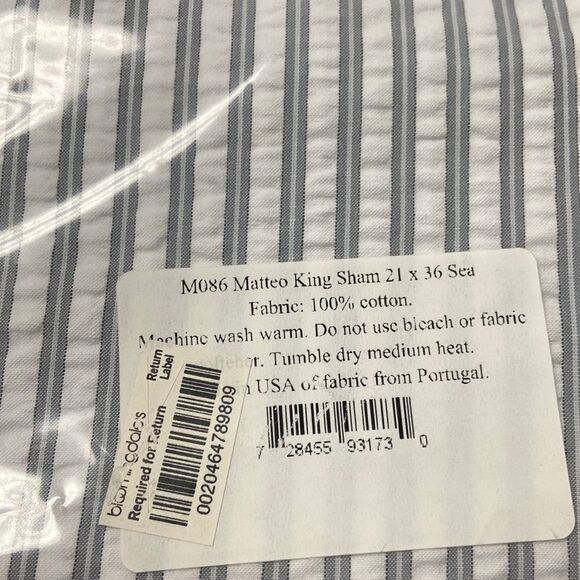 M086 Matteo King Sham 21 x 36 Sea
Fabric: 100% cotton.
Machine wash warm. Do not use bleach or fabric
softener. Tumble dry medium heat.
USA of fabric from Portugal.
7 28455 93173 0
bloomingdales
Required for Return
Return
Label
0020464789809